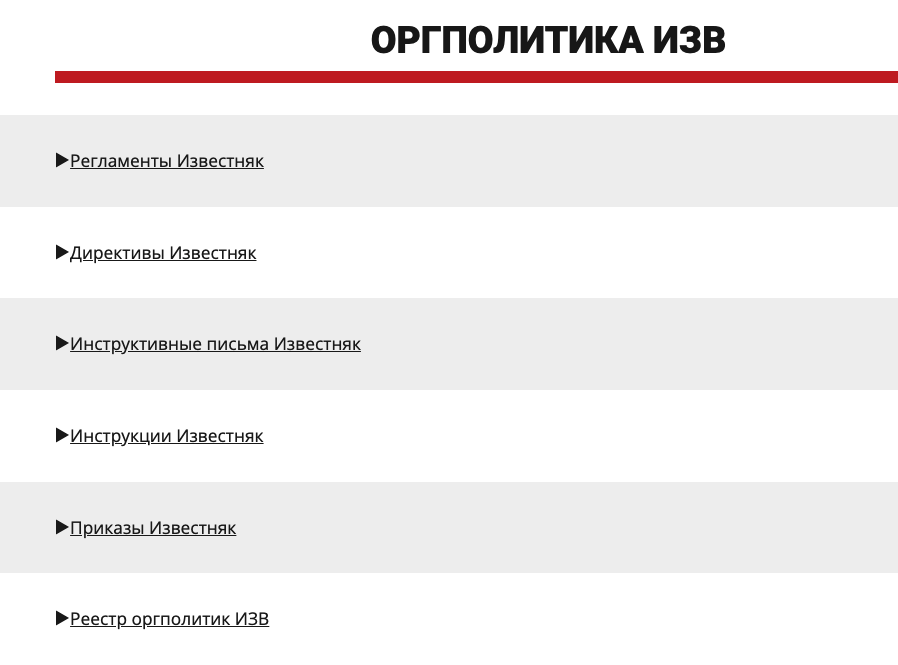 ОРГПОЛИТИКА ИЗВ
Регламенты Известняк
Директивы Известняк
Инструктивные письма Известняк
Инструкции Известняк
Приказы Известняк
Реестр оргполитик ИЗВ